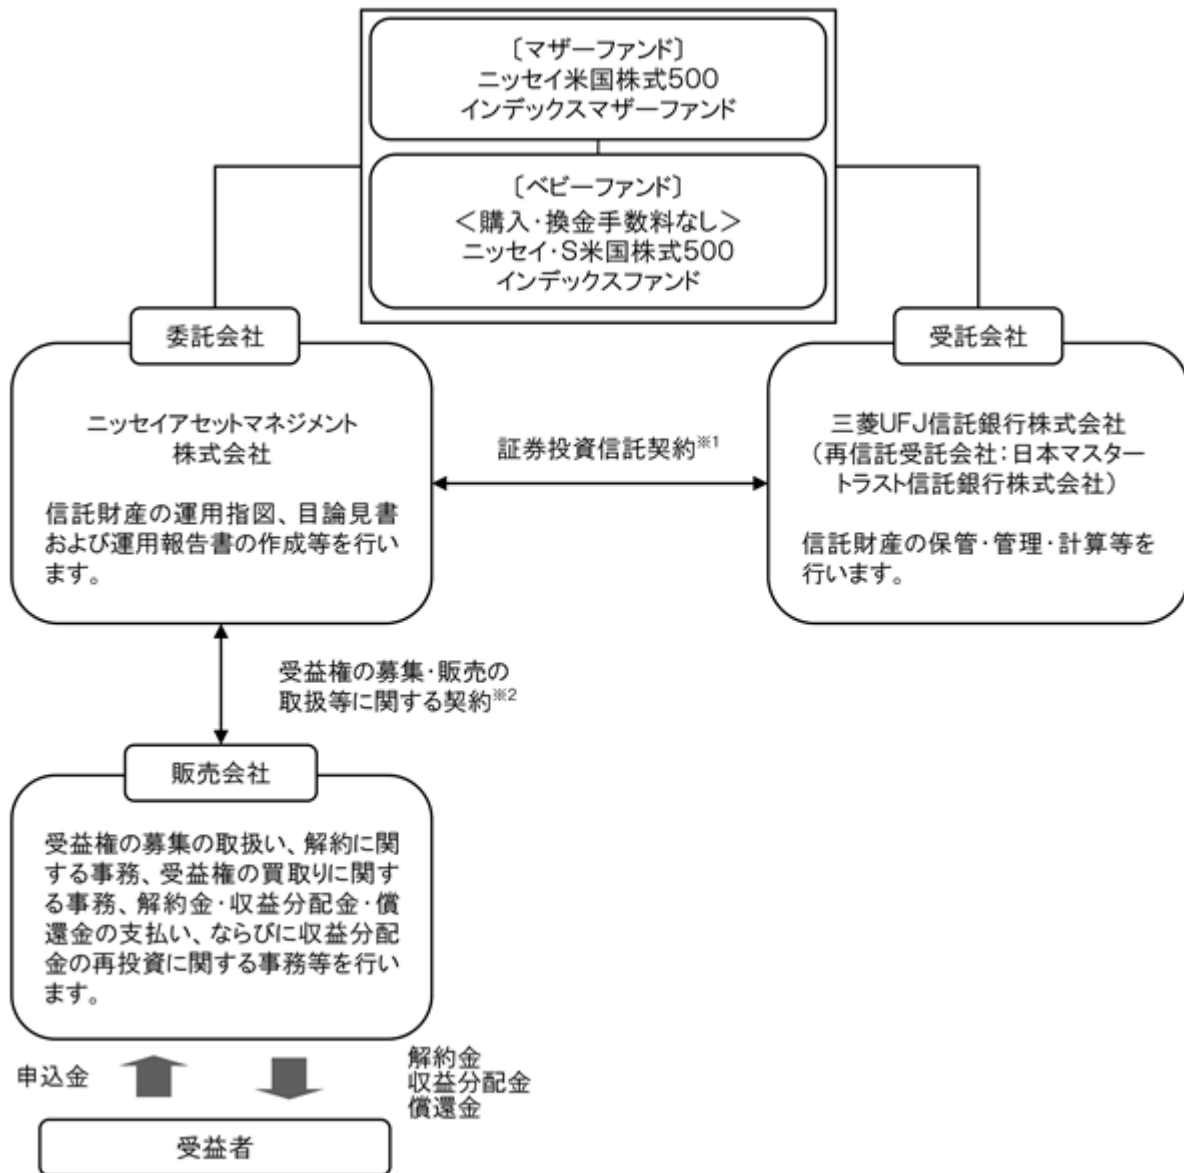 〔マザーファンド〕
ニッセイ米国株式500
インデックスマザーファンド
〔ベビーファンド〕
＜購入・換金手数料なし＞
ニッセイ・S米国株式500
インデックスファンド
委託会社
ニッセイアセットマネジメント
株式会社
信託財産の運用指図、目論見書
および運用報告書の作成等を行い
ます。
証券投資信託契約※1
受託会社
三菱UFJ信託銀行株式会社
（再信託受託会社：日本マスター
トラスト信託銀行株式会社）
信託財産の保管・管理・計算等を
行います。
受益権の募集・販売の
取扱等に関する契約※2
販売会社
受益権の募集の取扱い、解約に関
する事務、受益権の買取りに関す
る事務、解約金・収益分配金・償
還金の支払い、ならびに収益分配
金の再投資に関する事務等を行い
ます。
申込金
解約金
収益分配金
償還金
受益者